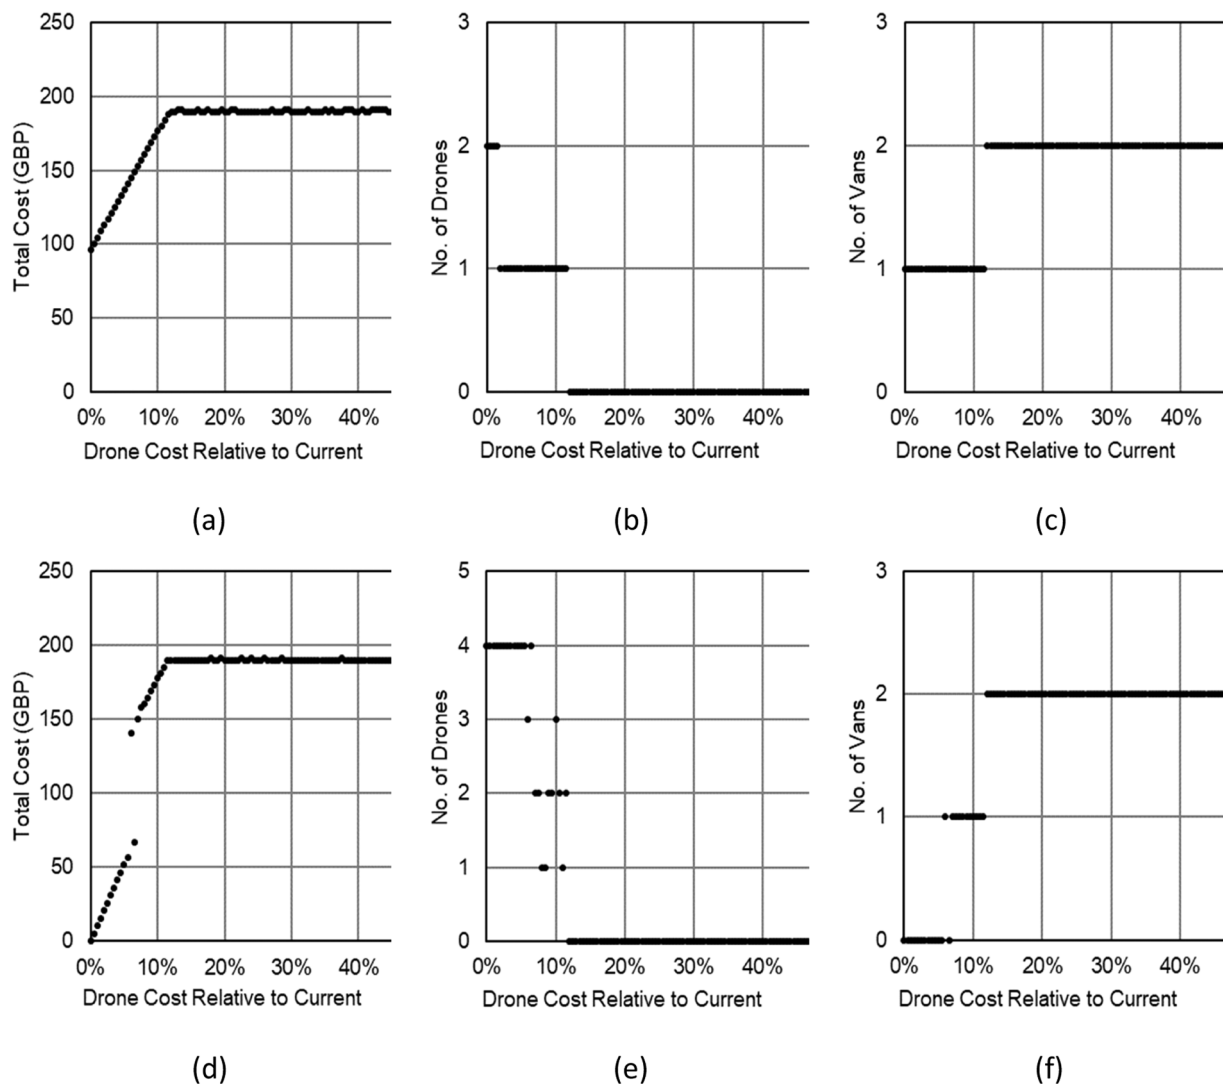 250
200
150
100
50
0
Total Cost (GBP)
0% 10% 20% 30% 40%
Drone Cost Relative to Current
(a)
3
2
1
0
No. of Drones
0% 10% 20% 30% 40%
Drone Cost Relative to Current
(b)
3
2
1
0
No. of Vans
0% 10% 20% 30% 40%
Drone Cost Relative to Current
(c)
250
200
150
100
50
0
Total Cost (GBP)
0% 10% 20% 30% 40%
Drone Cost Relative to Current
(d)
5
4
3
2
1
0
No. of Drones
0% 10% 20% 30% 40%
Drone Cost Relative to Current
(e)
3
2
1
0
No. of Vans
0% 10% 20% 30% 40%
Drone Cost Relative to Current
(f)